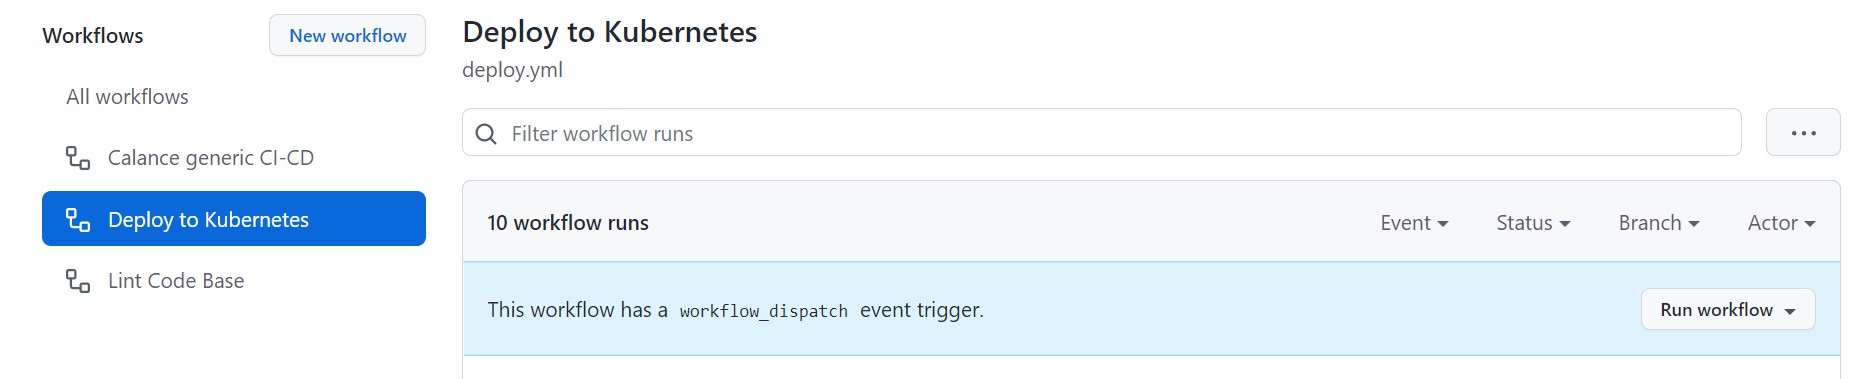 Workflows
New workflow
All workflows
Calance generic CI-CD
Deploy to Kubernetes
Lint Code Base
Deploy to Kubernetes
deploy.yml
Filter workflow runs
10 workflow runs Event Status Branch Actor
This workflow has a workflow_dispatch event trigger. Run workflow